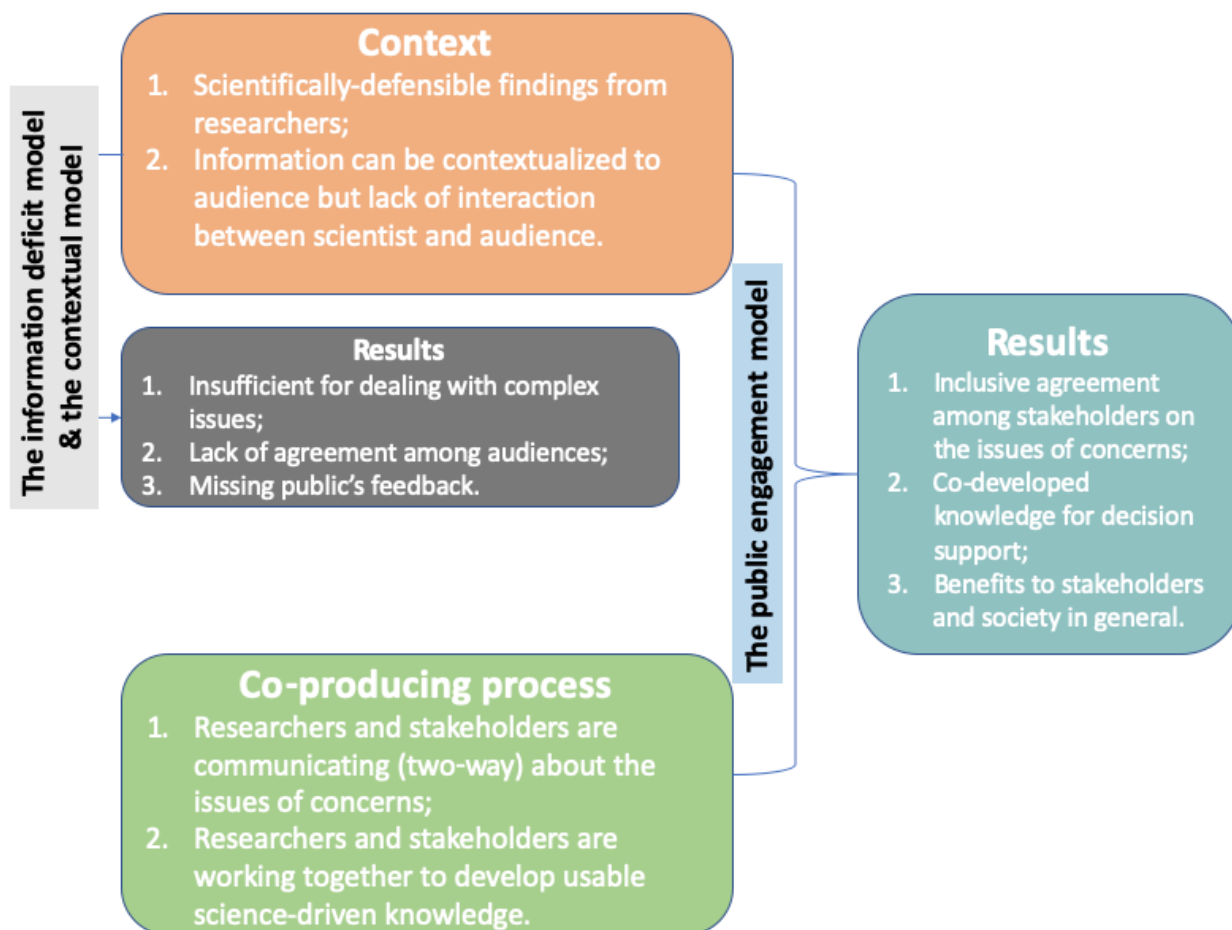 The information deficit model
& the contextual model
Context
1. Scientifically-defensible findings from
researchers;
2. Information can be contextualized to
audience but lack of interaction
between scientist and audience.
Results
1. Insufficient for dealing with complex
issues;
2. Lack of agreement among audiences;
3. Missing public's feedback.
Co-producing process
1. Researchers and stakeholders are
communicating (two-way) about the
issues of concerns;
2. Researchers and stakeholders are
working together to develop usable
science-driven knowledge.
The public engagement model
Results
1. Inclusive agreement
among stakeholders on
the issues of concerns;
2. Co-developed
knowledge for decision
support;
3. Benefits to stakeholders
and society in general.